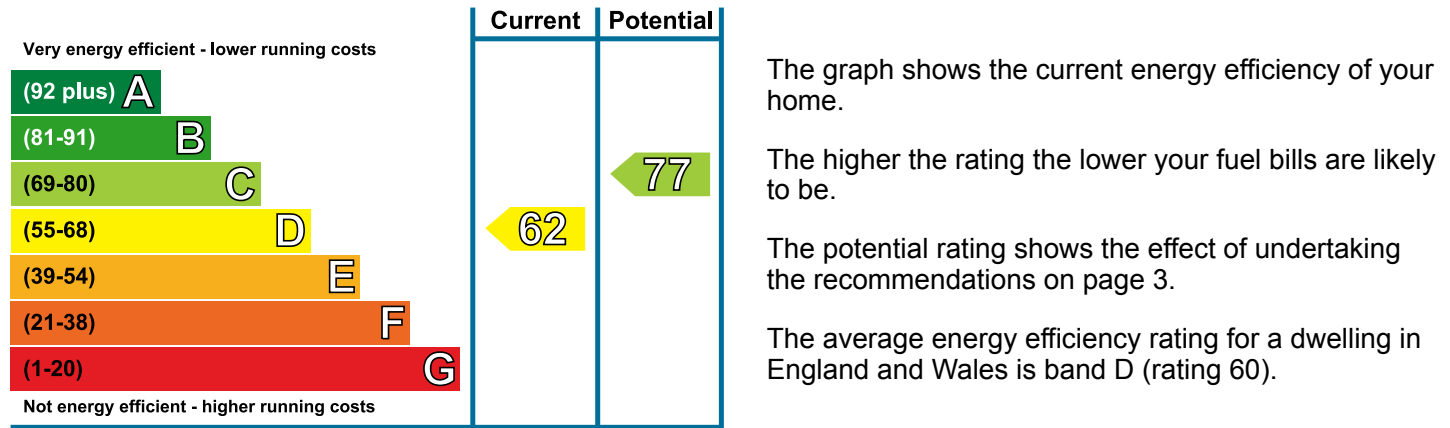 Current Potential
Very energy efficient - lower running costs
(92 plus) A
(81-91) B
(69-80) C
77
(55-68) D
62
(39-54) E
(21-38) F
(1-20) G
Not energy efficient - higher running costs
The graph shows the current energy efficiency of your
home.
The higher the rating the lower your fuel bills are likely
to be.
The potential rating shows the effect of undertaking
the recommendations on page 3.
The average energy efficiency rating for a dwelling in
England and Wales is band D (rating 60).